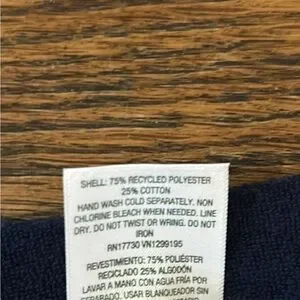 SHELL: 75% RECYCLED POLYESTER
25% COTTON
HAND WASH COLD SEPARATELY. NON
CHLORINE BLEACH WHEN NEEDED. LINE
DRY. DO NOT TWIST OR WRING. DO NOT
IRON
RN17730 VN1299195
REVESTIMIENTO: 75% POLIÉSTER
RECICLADO 25% ALGODÓN
LAVAR A MANO CON AGUA FRÍA POR
SEPARADO. USAR BLANQUEADOR SIN